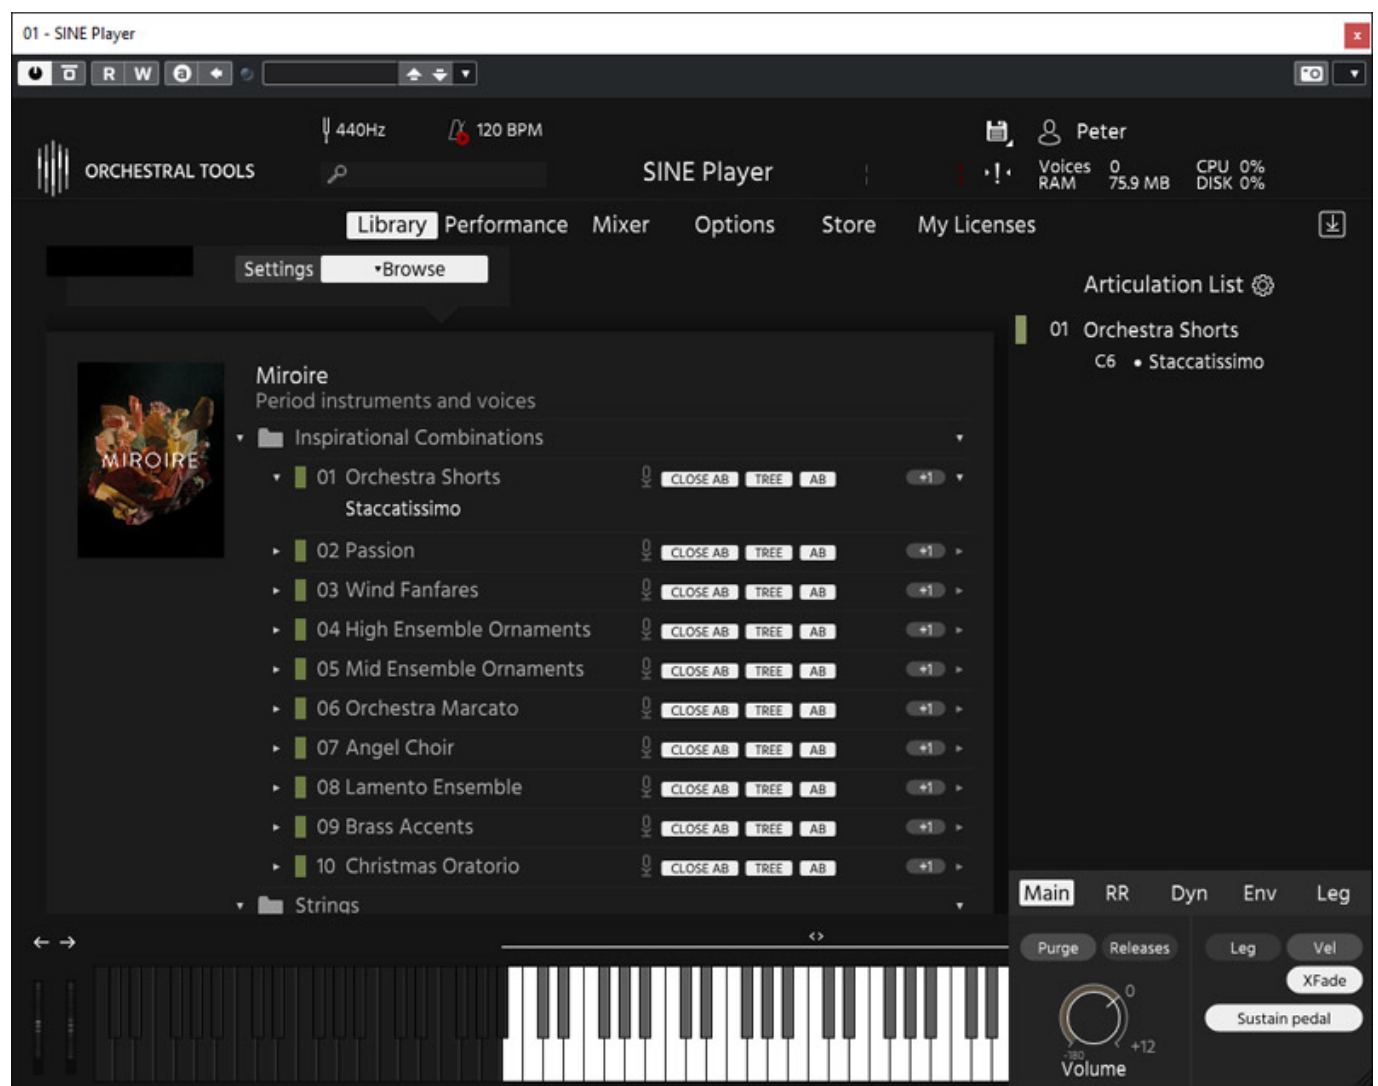 01 - SINE Player
x
R W a
440Hz 120 BPM Peter
ORCHESTRAL TOOLS SINE Player Voices 0 CPU 0%
RAM 75.9 MB DISK 0%
Library Performance Mixer Options Store My Licenses
Settings Browse
Articulation List
01 Orchestra Shorts
C6 • Staccatissimo
MIROIRE
Miroire
Period instruments and voices
Inspirational Combinations
01 Orchestra Shorts CLOSE AB TREE AB +1
Staccatissimo
02 Passion CLOSE AB TREE AB +1
03 Wind Fanfares CLOSE AB TREE AB +1
04 High Ensemble Ornaments CLOSE AB TREE AB +1
05 Mid Ensemble Ornaments CLOSE AB TREE AB +1
06 Orchestra Marcato CLOSE AB TREE AB +1
07 Angel Choir CLOSE AB TREE AB +1
08 Lamento Ensemble CLOSE AB TREE AB +1
09 Brass Accents CLOSE AB TREE AB +1
10 Christmas Oratorio CLOSE AB TREE AB +1
Strings
Main RR Dyn Env Leg
Purge Releases Leg Vel
XFade
0
Sustain pedal
-180 +12
Volume